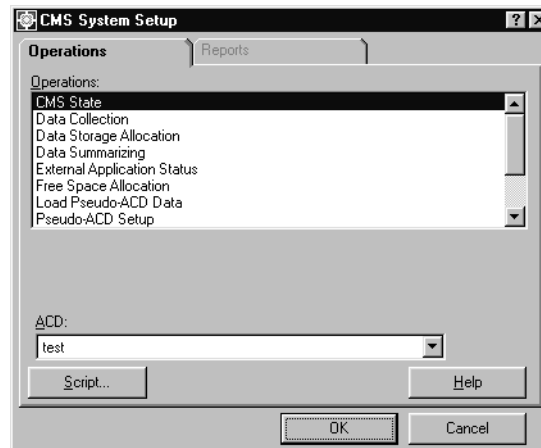 CMS System Setup
Operations
Reports
Operations:
CMS State
Data Collection
Data Storage Allocation
Data Summarizing
External Application Status
Free Space Allocation
Load Pseudo-ACD Data
Pseudo-ACD Setup
ACD:
test
Script...
Help
OK
Cancel